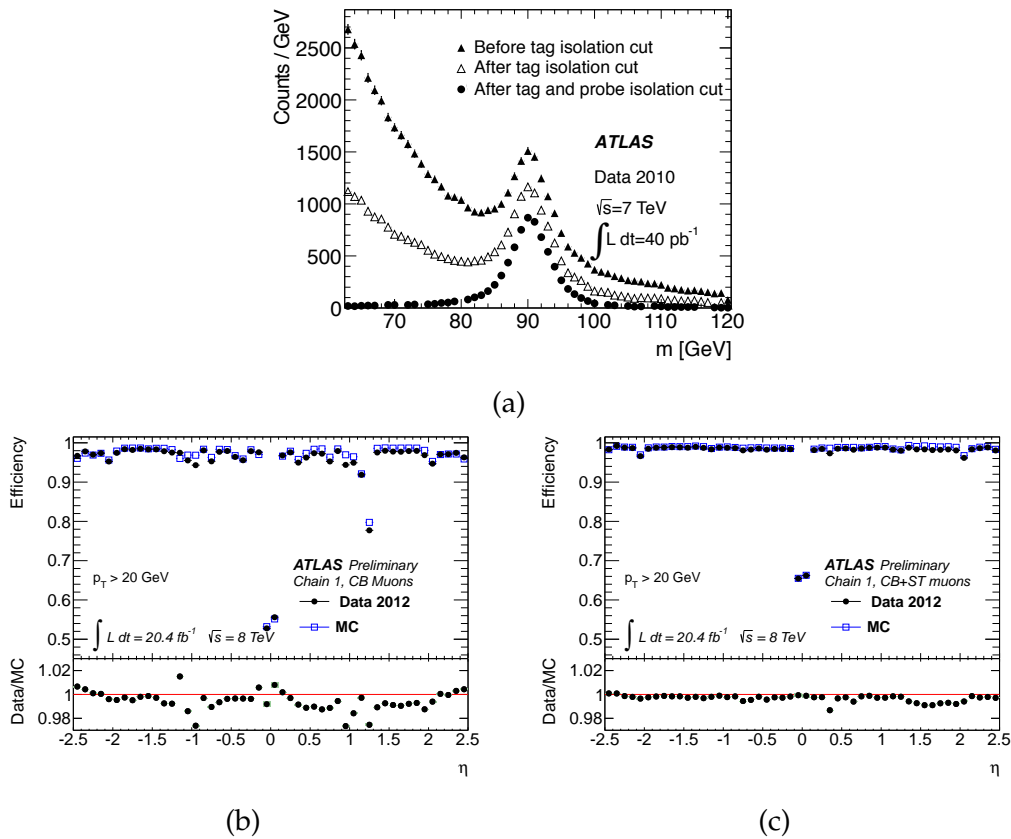 Counts / GeV
2500
2000
1500
1000
500
0
70 80 90 100 110 120
m [GeV]
▲ Before tag isolation cut
△ After tag isolation cut
● After tag and probe isolation cut
ATLAS
Data 2010
√s=7 TeV
∫L dt=40 pb⁻¹
(a)
Efficiency
1
0.9
0.8
0.7
0.6
0.5
p_T > 20 GeV
ATLAS Preliminary
Chain 1, CB Muons
Data 2012
MC
∫ L dt = 20.4 fb⁻¹ √s = 8 TeV
Data/MC
1.02
1.00
0.98
-2.5 -2 -1.5 -1 -0.5 0 0.5 1 1.5 2 2.5
η
(b)
Efficiency
1
0.9
0.8
0.7
0.6
0.5
p_T > 20 GeV
ATLAS Preliminary
Chain 1, CB+ST muons
Data 2012
MC
∫ L dt = 20.4 fb⁻¹ √s = 8 TeV
Data/MC
1.02
1.00
0.98
-2.5 -2 -1.5 -1 -0.5 0 0.5 1 1.5 2 2.5
η
(c)